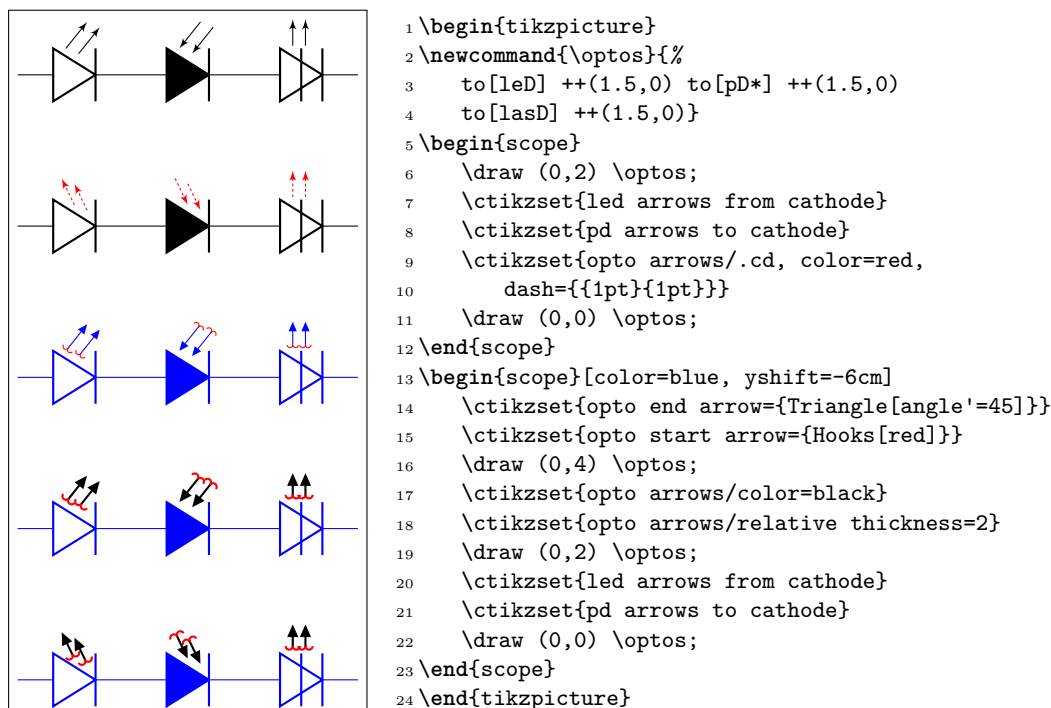 1 \begin{tikzpicture}
2 \newcommand{\optos}{%
3     to[leD] ++(1.5,0) to[pD*] ++(1.5,0)
4     to[lasD] ++(1.5,0)}
5 \begin{scope}
6     \draw (0,2) \optos;
7     \ctikzset{led arrows from cathode}
8     \ctikzset{pd arrows to cathode}
9     \ctikzset{opto arrows/.cd, color=red,
10        dash={{1pt}{1pt}}}
11    \draw (0,0) \optos;
12 \end{scope}
13 \begin{scope}[color=blue, yshift=-6cm]
14    \ctikzset{opto end arrow={Triangle[angle'=45]}}
15    \ctikzset{opto start arrow={Hooks[red]}}
16    \draw (0,4) \optos;
17    \ctikzset{opto arrows/color=black}
18    \ctikzset{opto arrows/relative thickness=2}
19    \draw (0,2) \optos;
20    \ctikzset{led arrows from cathode}
21    \ctikzset{pd arrows to cathode}
22    \draw (0,0) \optos;
23 \end{scope}
24 \end{tikzpicture}